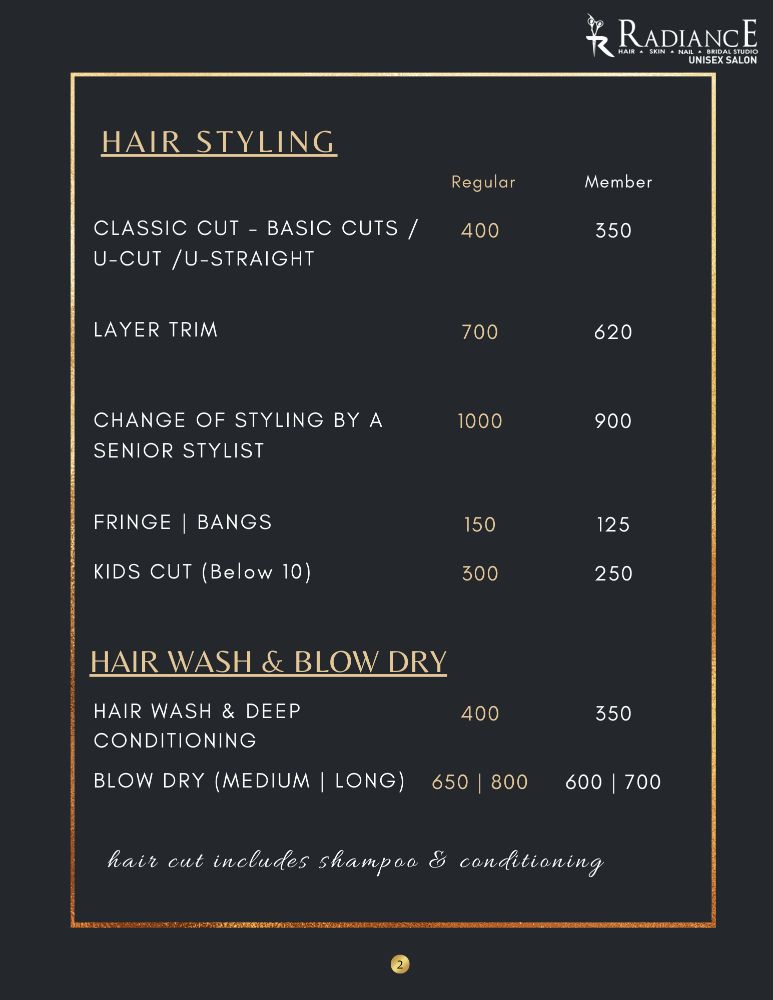 RADIANCE
HAIR ▲ SKIN ▲ NAIL ▲ BRIDAL STUDIO
UNISEX SALON
HAIR STYLING
Regular Member
CLASSIC CUT - BASIC CUTS / 400 350
U-CUT /U-STRAIGHT
LAYER TRIM 700 620
CHANGE OF STYLING BY A 1000 900
SENIOR STYLIST
FRINGE | BANGS 150 125
KIDS CUT (Below 10) 300 250
HAIR WASH & BLOW DRY
HAIR WASH & DEEP 400 350
CONDITIONING
BLOW DRY (MEDIUM | LONG) 650 | 800 600 | 700
hair cut includes shampoo & conditioning
2